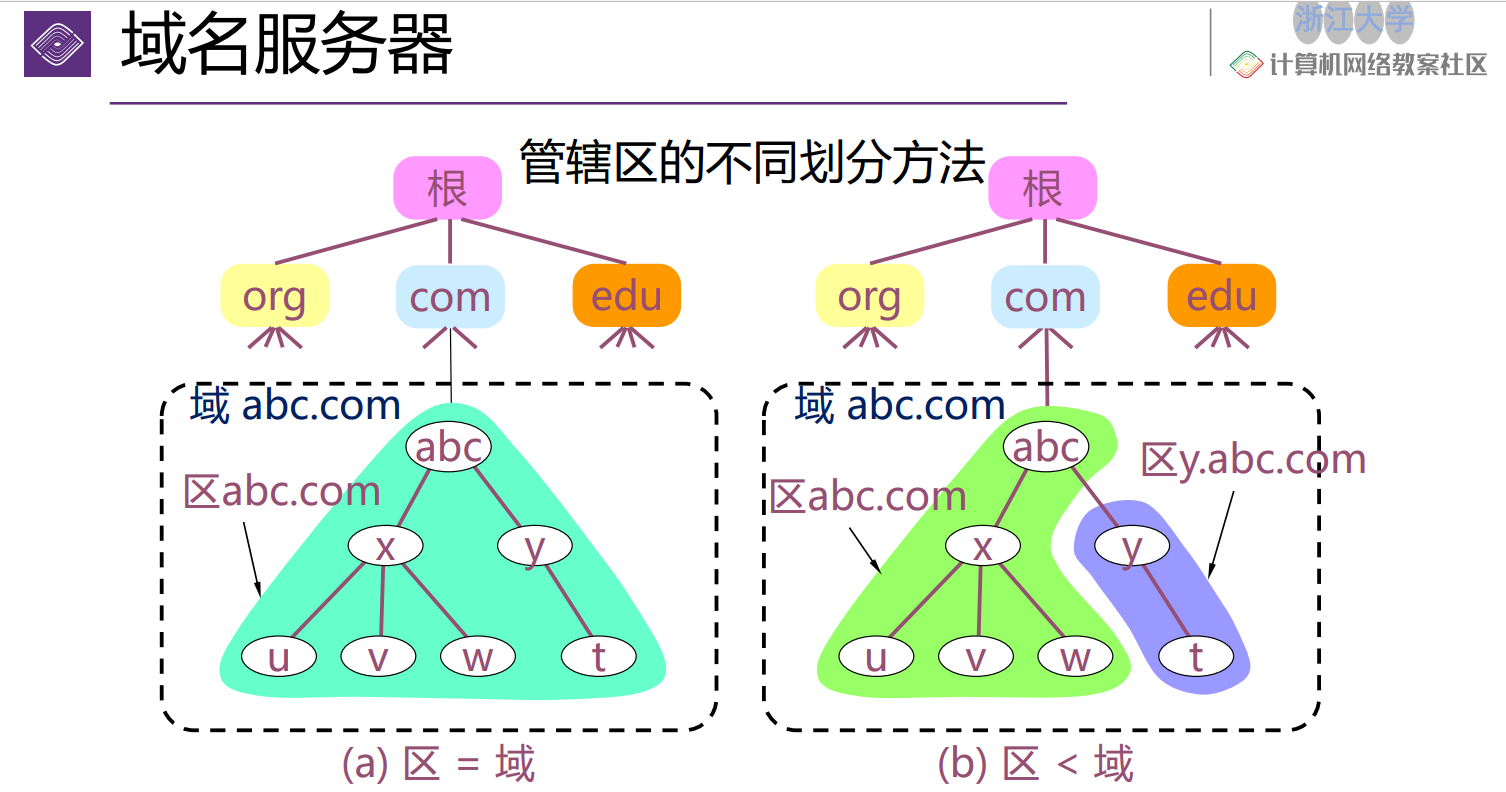 域名服务器
浙江大学
计算机网络教案社区
管辖区的不同划分方法
根
org
com
edu
域 abc.com
区abc.com
abc
x
y
u
v
w
t
(a) 区 = 域
根
org
com
edu
域 abc.com
区abc.com
区y.abc.com
abc
x
y
u
v
w
t
(b) 区 < 域